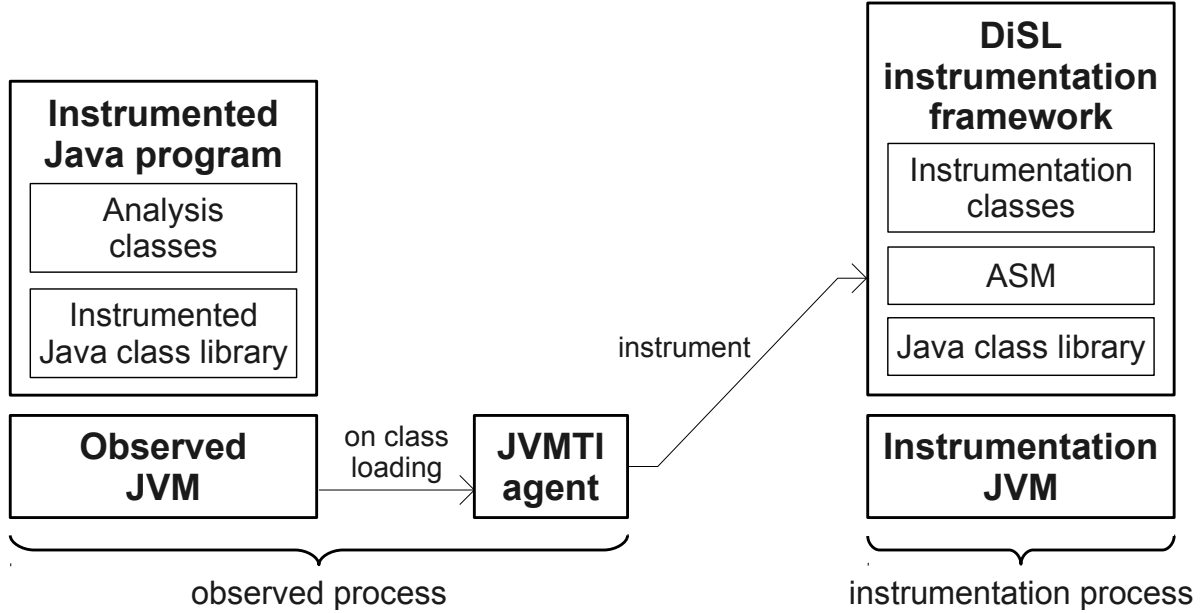 Instrumented
Java program
Analysis
classes
Instrumented
Java class library
Observed
JVM
on class
loading
JVMTI
agent
observed process
instrument
DiSL
instrumentation
framework
Instrumentation
classes
ASM
Java class library
Instrumentation
JVM
instrumentation process